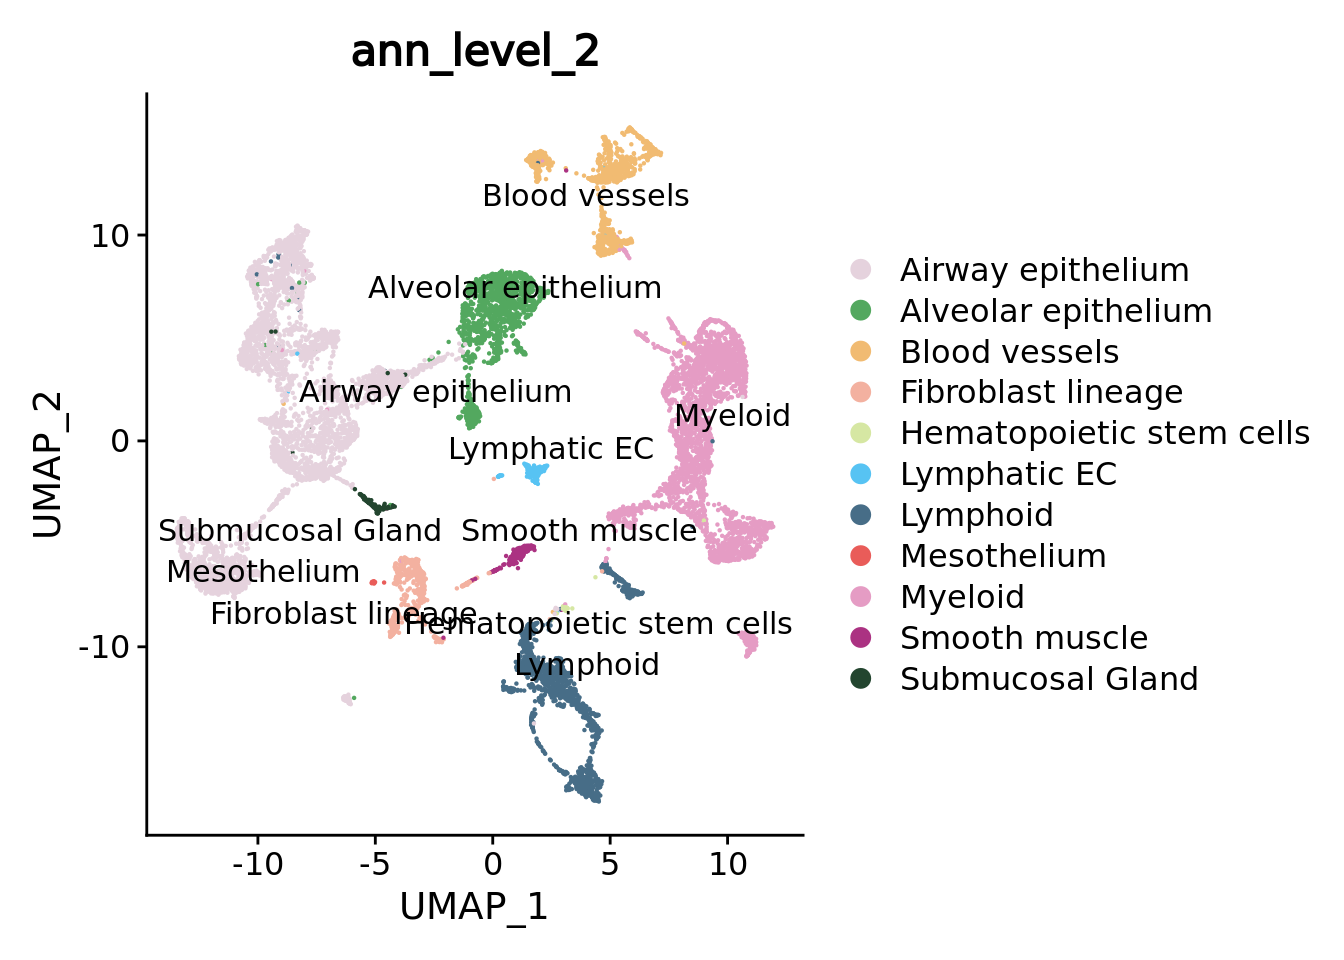 ann_level_2
UMAP_2
10
0
-10
Blood vessels
Alveolar epithelium
Airway epithelium
Myeloid
Lymphatic EC
Submucosal Gland
Smooth muscle
Mesothelium
Fibroblast lineage
Hematopoietic stem cells
Lymphoid
-10
-5
0
5
10
UMAP_1
Airway epithelium
Alveolar epithelium
Blood vessels
Fibroblast lineage
Hematopoietic stem cells
Lymphatic EC
Lymphoid
Mesothelium
Myeloid
Smooth muscle
Submucosal Gland